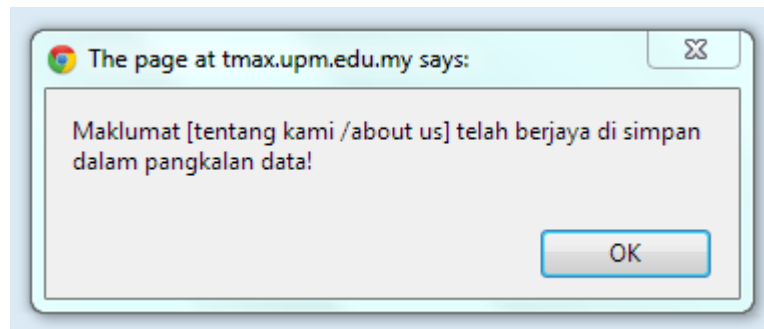 The page at tmax.upm.edu.my says:
Maklumat [tentang kami /about us] telah berjaya di simpan
dalam pangkalan data!
OK